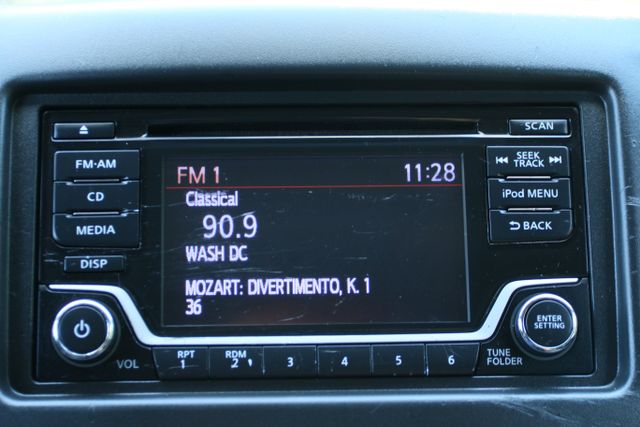 SCAN
FM·AM
SEEK
TRACK
CD
iPod MENU
MEDIA
BACK
DISP
FM 1 11:28
Classical
90.9
WASH DC
MOZART: DIVERTIMENTO, K. 1
36
VOL
RPT
1
RDM
2
3
4
5
6
TUNE
FOLDER
ENTER
SETTING